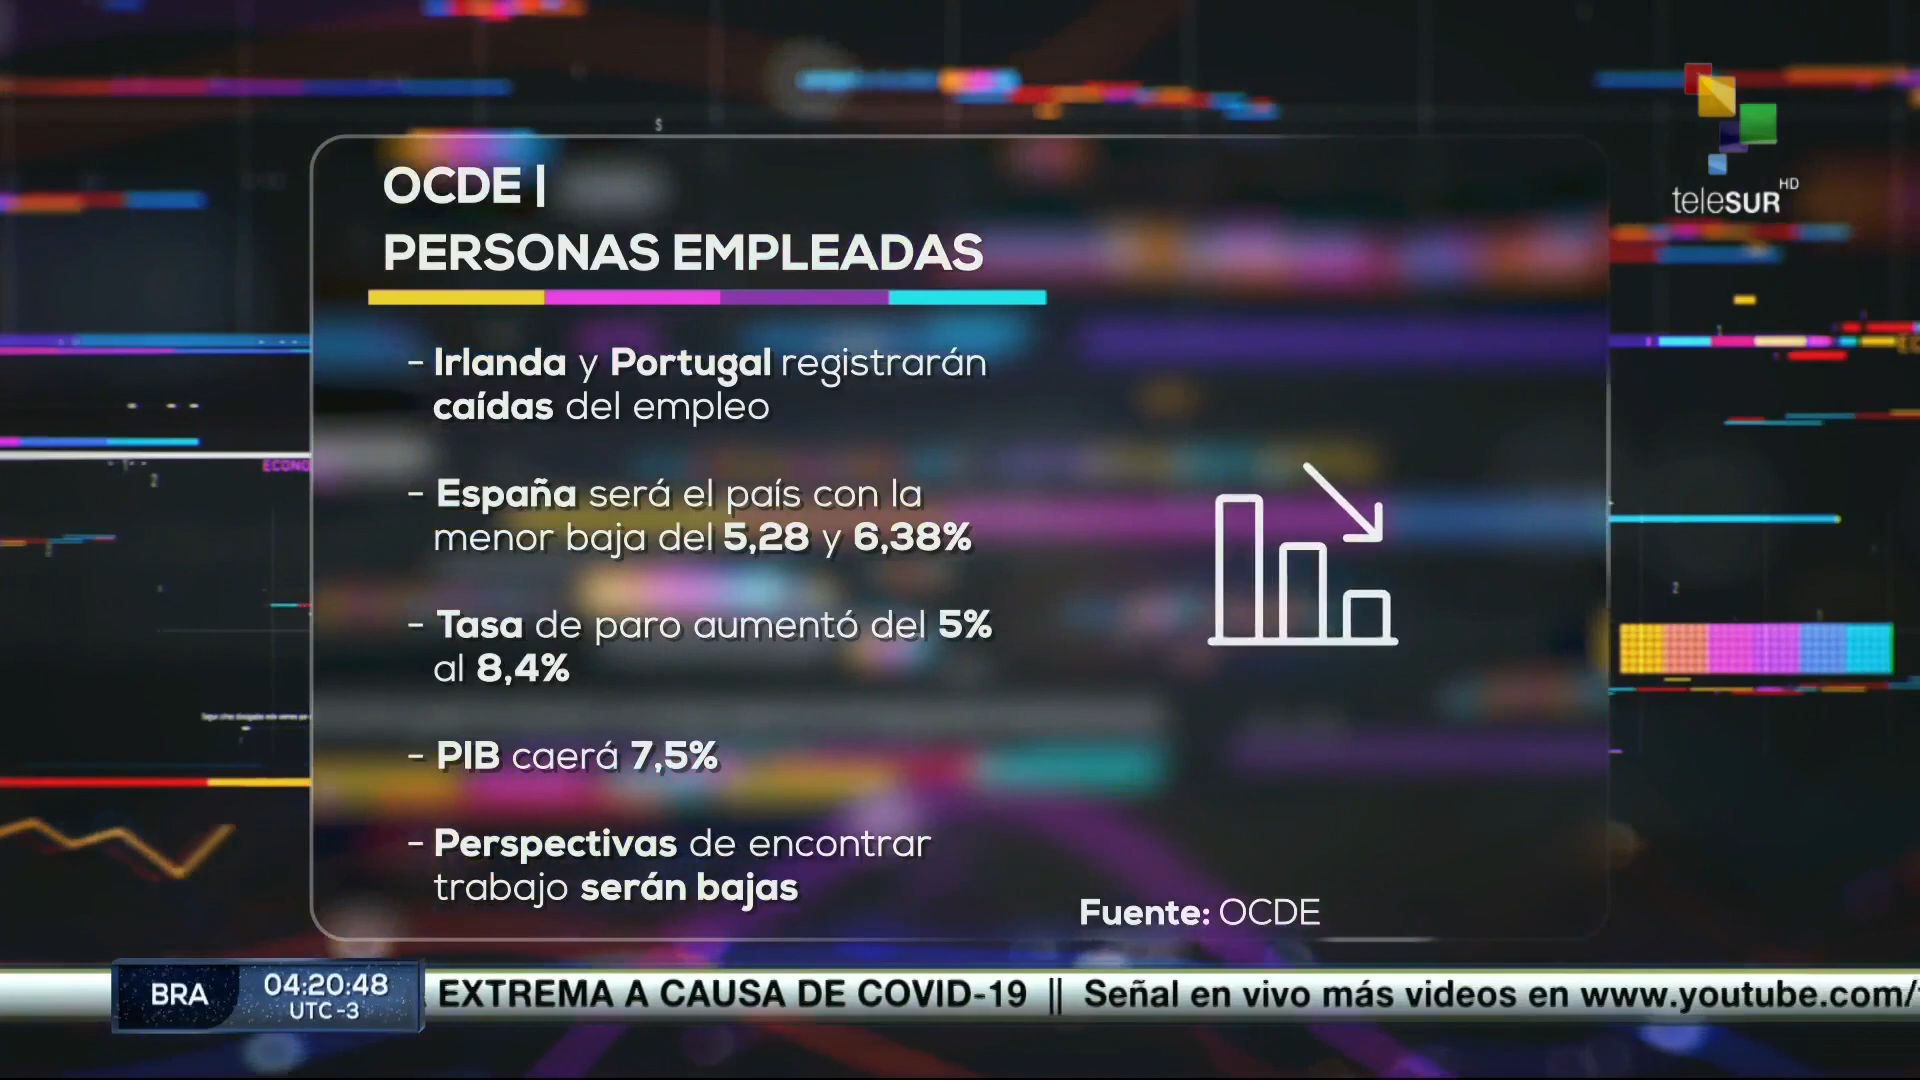 OCDE |
PERSONAS EMPLEADAS
- Irlanda y Portugal registrarán
caídas del empleo
- España será el país con la
menor baja del 5,28 y 6,38%
- Tasa de paro aumentó del 5%
al 8,4%
- PIB caerá 7,5%
- Perspectivas de encontrar
trabajo serán bajas
Fuente: OCDE
teleSUR HD
BRA
04:20:48
UTC -3
EXTREMA A CAUSA DE COVID-19 || Señal en vivo más videos en www.youtube.com/